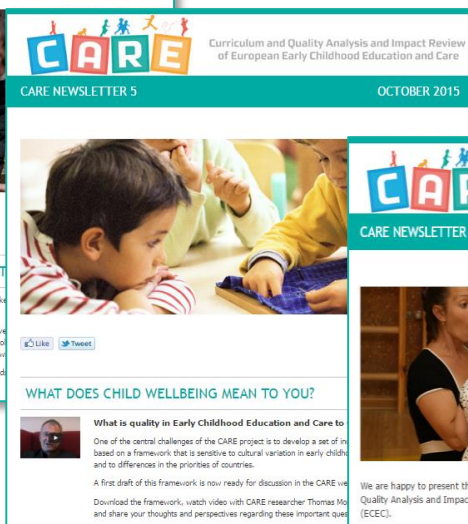 CARE
Curriculum and Quality Analysis and Impact Review
of European Early Childhood Education and Care
CARE NEWSLETTER 5
OCTOBER 2015
Like
Tweet
WHAT DOES CHILD WELLBEING MEAN TO YOU?
What is quality in Early Childhood Education and Care to
One of the central challenges of the CARE project is to develop a set of
based on a framework that is sensitive to cultural variation in early
and to differences in the priorities of countries.
A first draft of this framework is now ready for discussion in the CARE
Download the framework, watch video with CARE researcher Thomas
and share your thoughts and perspectives regarding these important
CA
CARE NEWSLETTER
We are happy to present
Quality Analysis and
(ECEC).